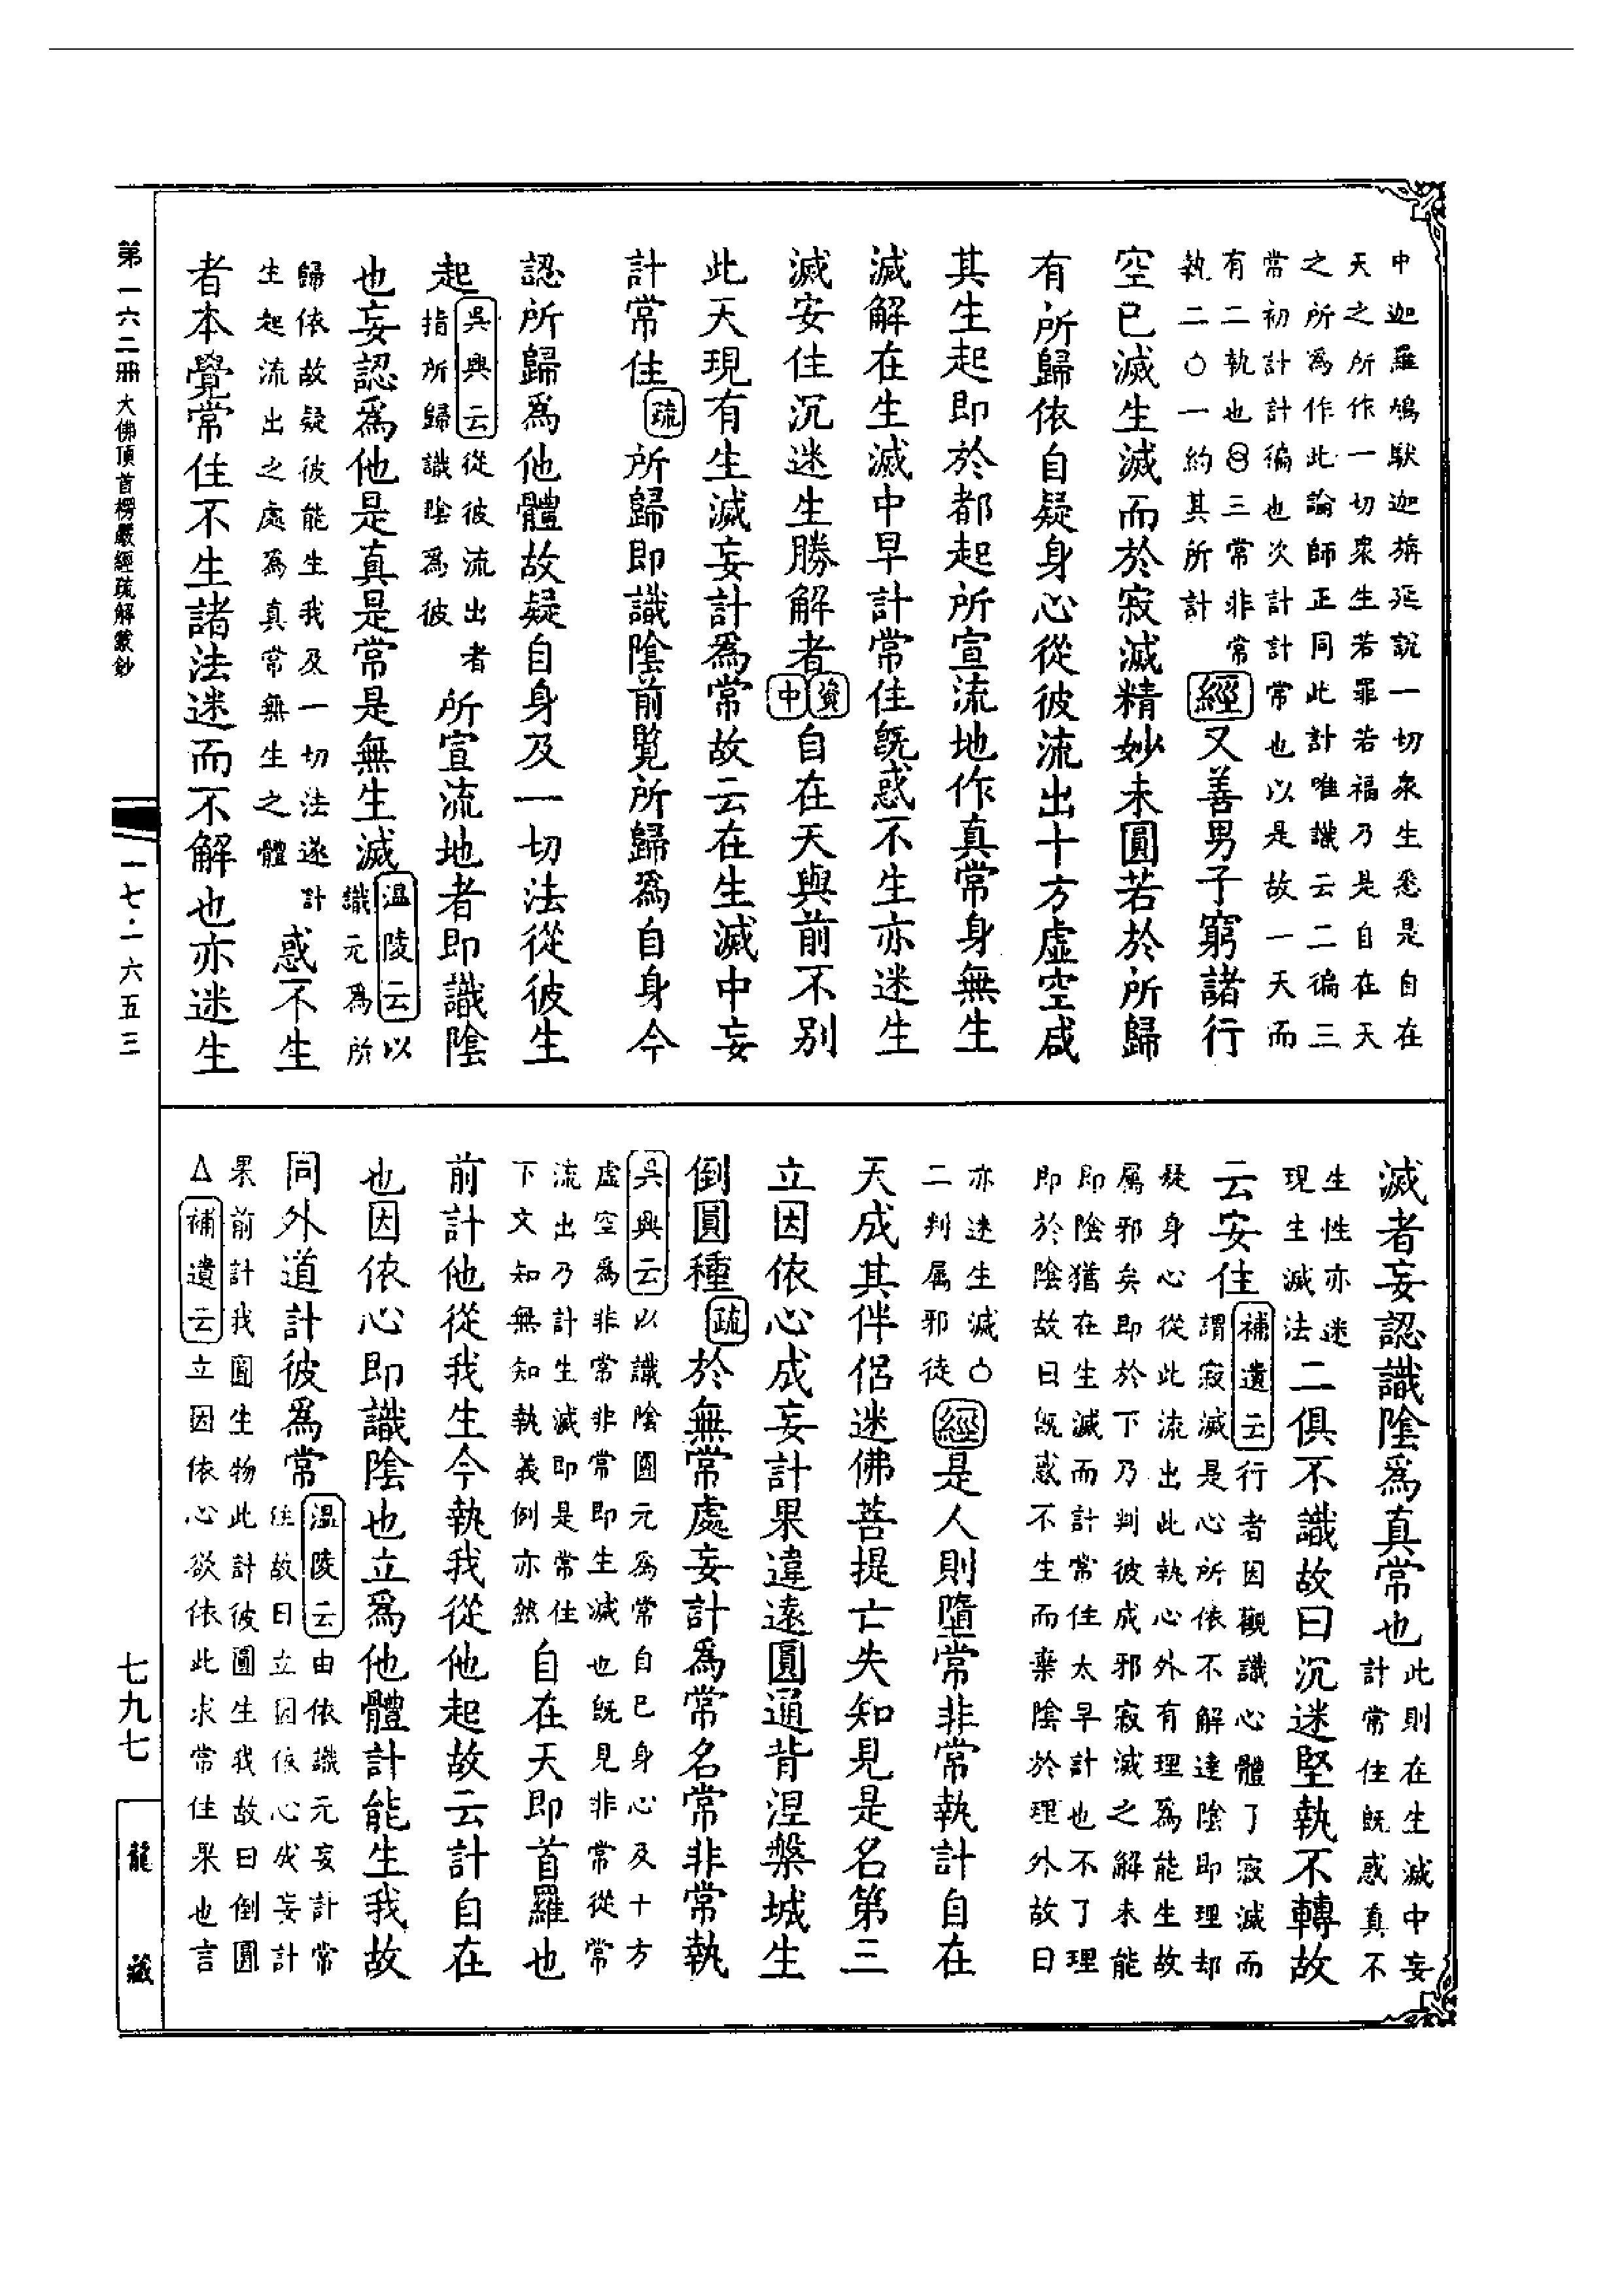 中迦羅鳩馱迦旃延說一切衆生悉是自在
天之所作一切衆生若罪若福乃是自在天
之所爲作此論師正同此計唯識云二徧三
常初計計徧也次計計常也以是故一天而
有二執也㊂三常非常
執二○一約其所計
經又善男子窮諸行
空已滅生滅而於寂滅精妙未圓若於所歸
有所歸依自疑身心從彼流出十方虛空咸
其生起即於都起所宣流地作真常身無生
滅解在生滅中早計常住既惑不生亦迷生
滅安住沉迷生勝解者資中自在天與前不別
此天現有生滅妄計爲常故云在生滅中妄
計常住疏所歸即識陰前覽所歸爲自身今
認所歸爲他體故疑自身及一切法從彼生
起吳興云從彼流出者
指所歸識陰爲彼
所宣流地者即識陰
也妄認爲他是真是常是無生滅溫陵云以
識元爲所
歸依故疑彼能生我及一切法遂計
生起流出之處爲真常無生之體
惑不生
者本覺常住不生諸法迷而不解也亦迷生
滅者妄認識陰爲真常也此則在生滅中妄
計常住既惑真不
生性亦迷
現生滅法
二俱不識故曰沉迷堅執不轉故
云安住補遺云行者因觀識心體了寂滅而
謂寂滅是心所依不解達陰即理却
疑身心從此流出此執心外有理爲能生故
属邪矣即於下乃判彼成邪寂滅之解未能
即陰猶在生滅而計常住太早計也不了理
即於陰故曰既惑不生而棄陰於理外故曰
亦迷生滅○
二判属邪徒
經是人則墮常非常執計自在
天成其伴侶迷佛菩提亡失知見是名第三
立因依心成妄計果違遠圓通背涅槃城生
倒圓種疏於無常處妄計爲常名常非常執
吳興云以識陰圓元爲常自已身心及十方
虛空爲非常非常即生滅也既見非常從常
流出乃計生滅即是常住
下文知無知執義例亦然
自在天即首羅也
前計他從我生今執我從他起故云計自在
也因依心即識陰也立爲他體計能生我故
同外道計彼爲常溫陵云由依識元妄計常
住故曰立因依心成妄計
果前計我圓生物此計彼圓生我故曰倒圓
△補遺云立因依心欲依此求常住果也言
第一六二冊 大佛頂首楞嚴經疏解蒙鈔
一七·一六五三
七九七
龍藏